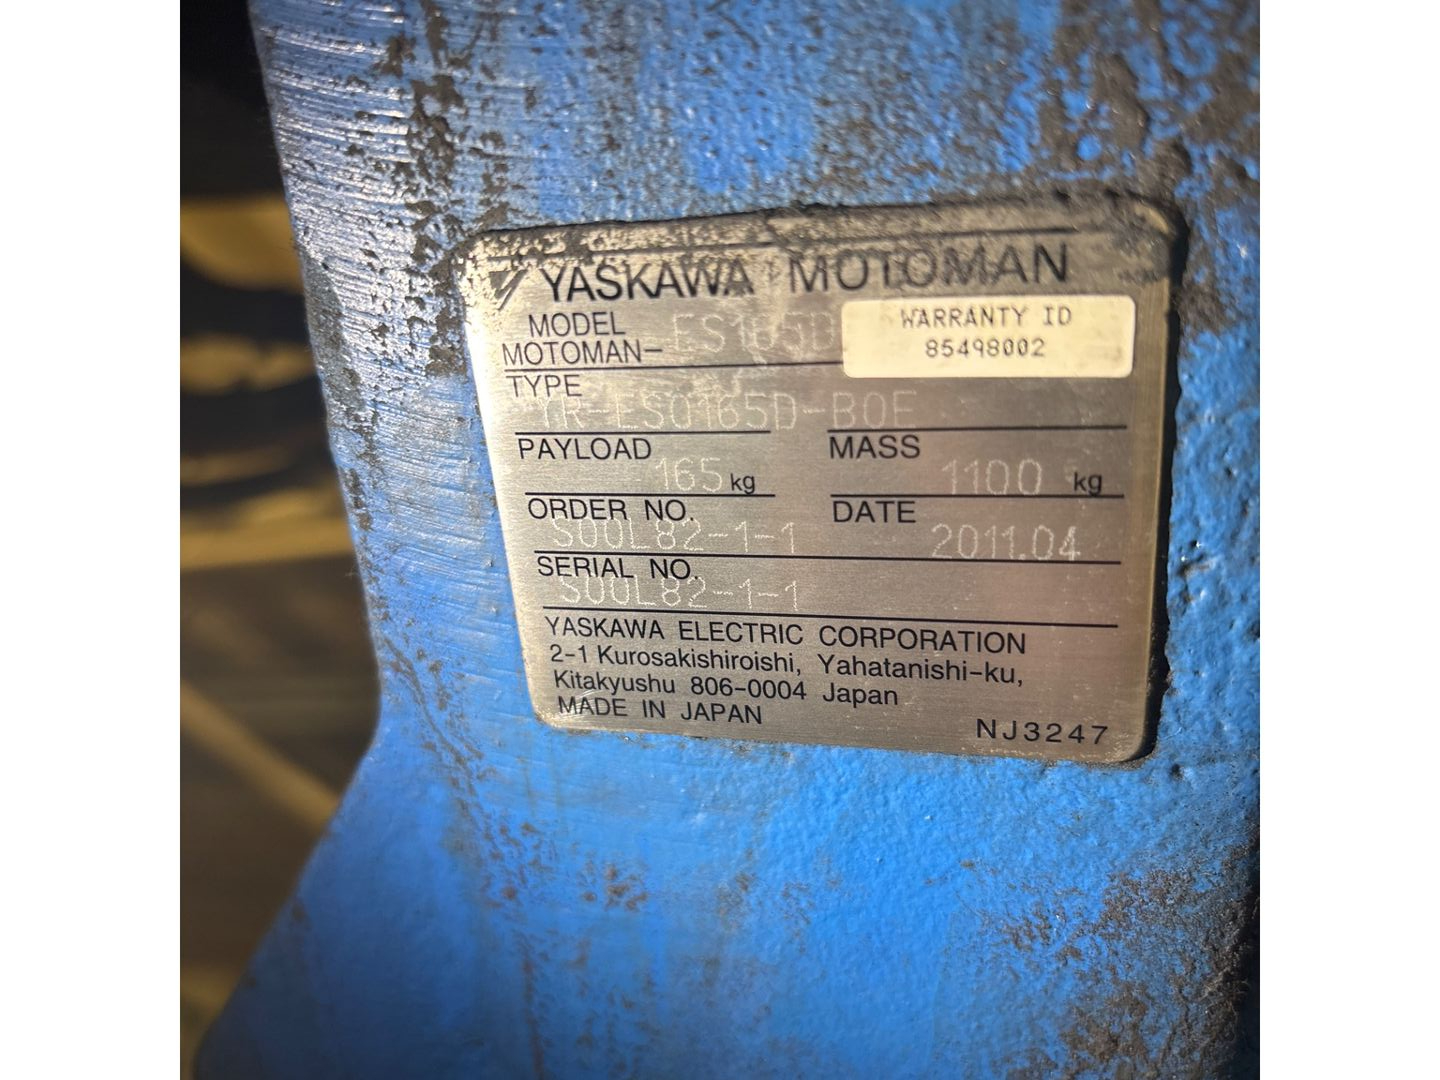 YASKAWA MOTOMAN
MODEL
MOTOMAN- ES165D
WARRANTY ID
85498002
TYPE
YR-ES0165D-B0E
PAYLOAD 165 kg
MASS 1100 kg
ORDER NO. S00L82-1-1
DATE 2011.04
SERIAL NO. S00L82-1-1
YASKAWA ELECTRIC CORPORATION
2-1 Kurosakishiroishi, Yahatanishi-ku,
Kitakyushu 806-0004 Japan
MADE IN JAPAN
NJ3247